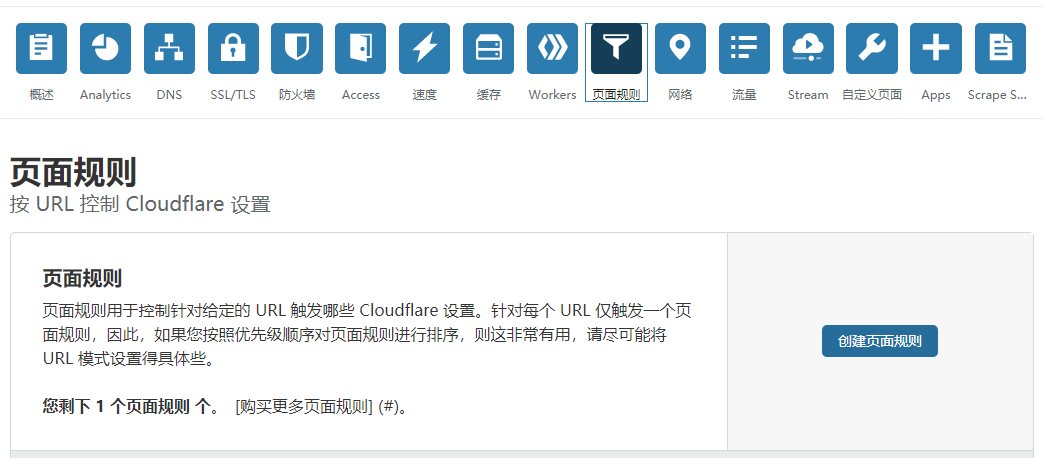 概述 Analytics DNS SSL/TLS 防火墙 Access 速度 缓存 Workers 页面规则 网络 流量 Stream 自定义页面 Apps Scrape S...
页面规则
按 URL 控制 Cloudflare 设置
页面规则
页面规则用于控制针对给定的 URL 触发哪些 Cloudflare 设置。针对每个 URL 仅触发一个页
面规则，因此，如果您按照优先级顺序对页面规则进行排序，则这非常有用，请尽可能将
URL 模式设置得具体些。
创建页面规则
您剩下 1 个页面规则 个。 [购买更多页面规则] (#)。